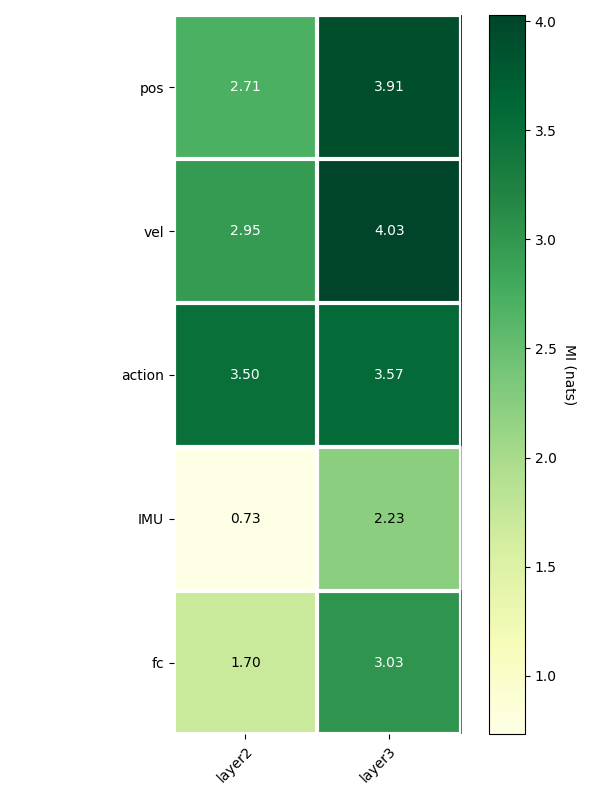 pos 2.71 3.91
vel 2.95 4.03
action 3.50 3.57
IMU 0.73 2.23
fc 1.70 3.03
layer2 layer3
4.0
3.5
3.0
2.5
2.0
1.5
1.0
MI (nats)